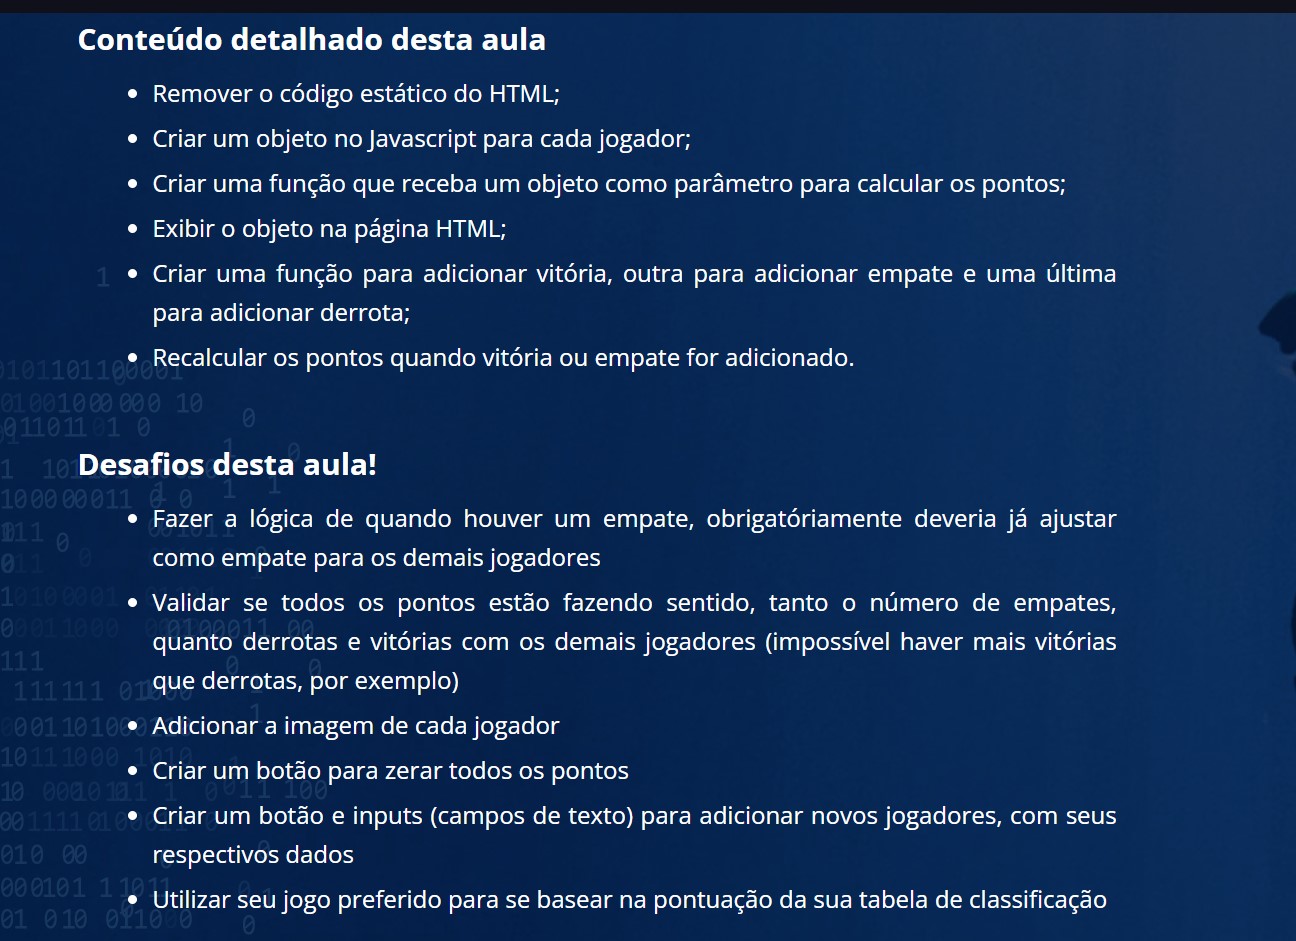 Conteúdo detalhado desta aula
Remover o código estático do HTML;
Criar um objeto no Javascript para cada jogador;
Criar uma função que receba um objeto como parâmetro para calcular os pontos;
Exibir o objeto na página HTML;
Criar uma função para adicionar vitória, outra para adicionar empate e uma última
para adicionar derrota;
Recalcular os pontos quando vitória ou empate for adicionado.
Desafios desta aula!
Fazer a lógica de quando houver um empate, obrigatóriamente deveria já ajustar
como empate para os demais jogadores
Validar se todos os pontos estão fazendo sentido, tanto o número de empates,
quanto derrotas e vitórias com os demais jogadores (impossível haver mais vitórias
que derrotas, por exemplo)
Adicionar a imagem de cada jogador
Criar um botão para zerar todos os pontos
Criar um botão e inputs (campos de texto) para adicionar novos jogadores, com seus
respectivos dados
Utilizar seu jogo preferido para se basear na pontuação da sua tabela de classificação